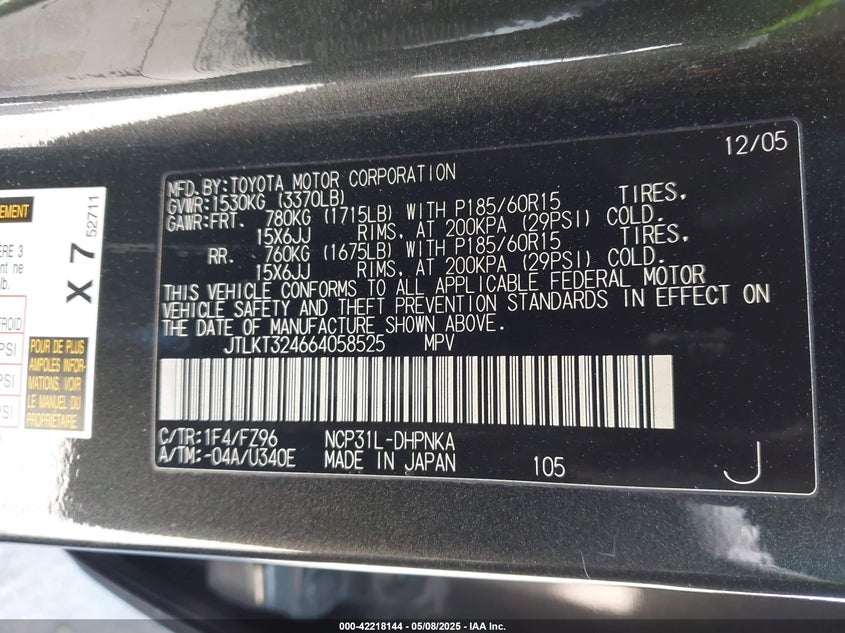 12/05
MFD.BY:TOYOTA MOTOR CORPORATION
GVWR:1530KG (3370LB)
GAWR:FRT. 780KG (1715LB) WITH P185/60R15 TIRES,
15X6JJ RIMS, AT 200KPA (29PSI) COLD.
RR. 760KG (1675LB) WITH P185/60R15 TIRES,
15X6JJ RIMS, AT 200KPA (29PSI) COLD.
THIS VEHICLE CONFORMS TO ALL APPLICABLE FEDERAL MOTOR
VEHICLE SAFETY AND THEFT PREVENTION STANDARDS IN EFFECT ON
THE DATE OF MANUFACTURE SHOWN ABOVE.
JTLKT324664058525 MPV
C/TR:1F4/FZ96 NCP31L-DHPNKA
A/TM:-04A/U340E MADE IN JAPAN 105 J
X 7 52711
POUR DE PLUS
AMPLES INFOR-
MATIONS, VOIR
LE MANUEL DU
PROPRIÉTAIRE
000-42218144 - 05/08/2025 - IAA Inc.